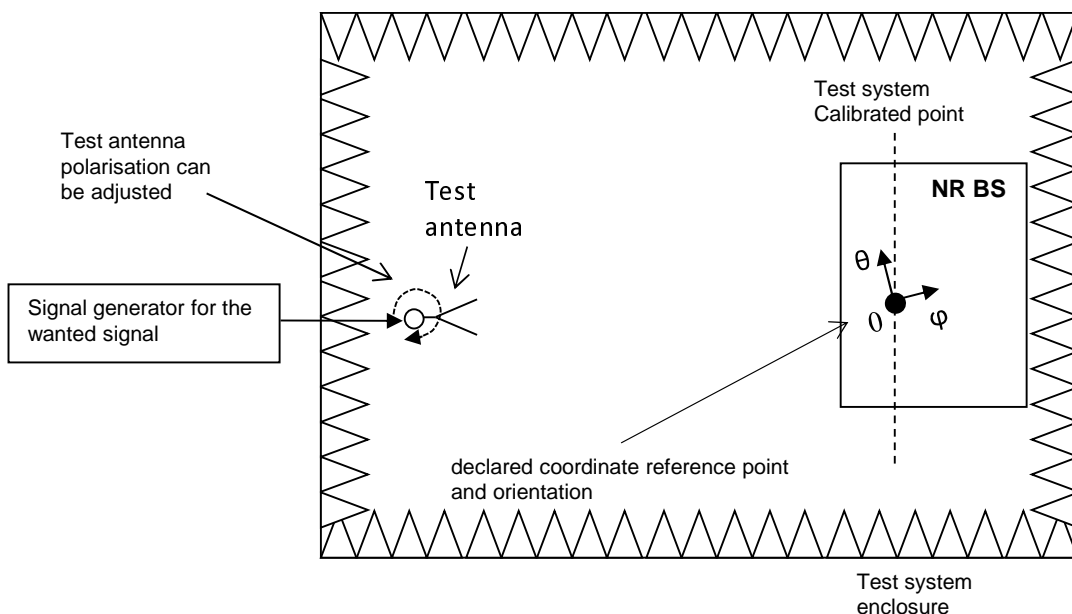 Test system
Calibrated point
Test antenna
polarisation can
be adjusted
NR BS
Test
antenna
θ
Signal generator for the
wanted signal
0
φ
declared coordinate reference point
and orientation
Test system
enclosure